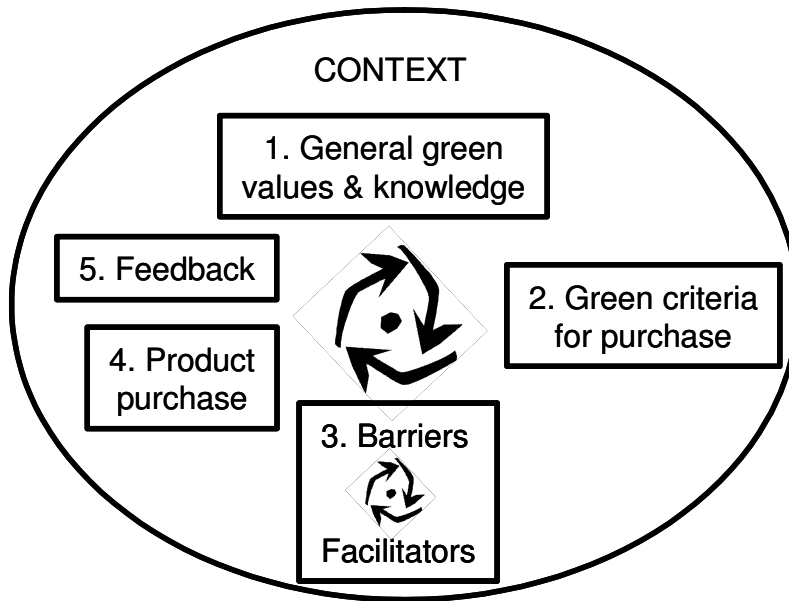 CONTEXT
1. General green
values & knowledge
5. Feedback
2. Green criteria
for purchase
4. Product
purchase
3. Barriers
Facilitators